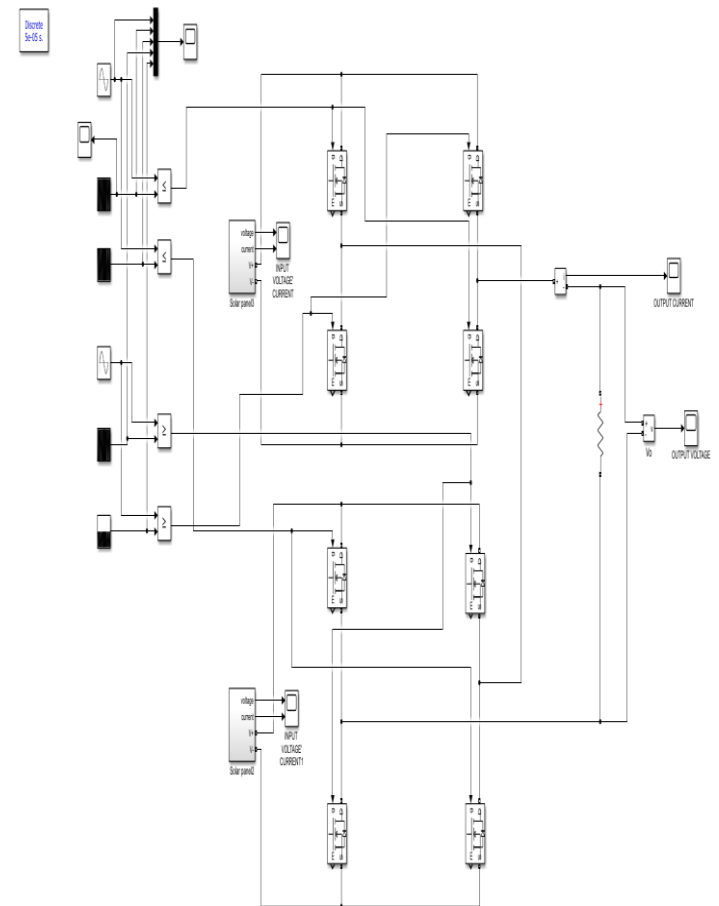 Discrete
5e-05 s.
≤
≤
voltage
current
V+
V-
Solar panel3
INPUT
VOLTAGE'
CURRENT
OUTPUT CURRENT
≥
≥
Vo
OUTPUT VOLTAGE
voltage
current
V+
V-
Solar panel2
INPUT
VOLTAGE'
CURRENT1